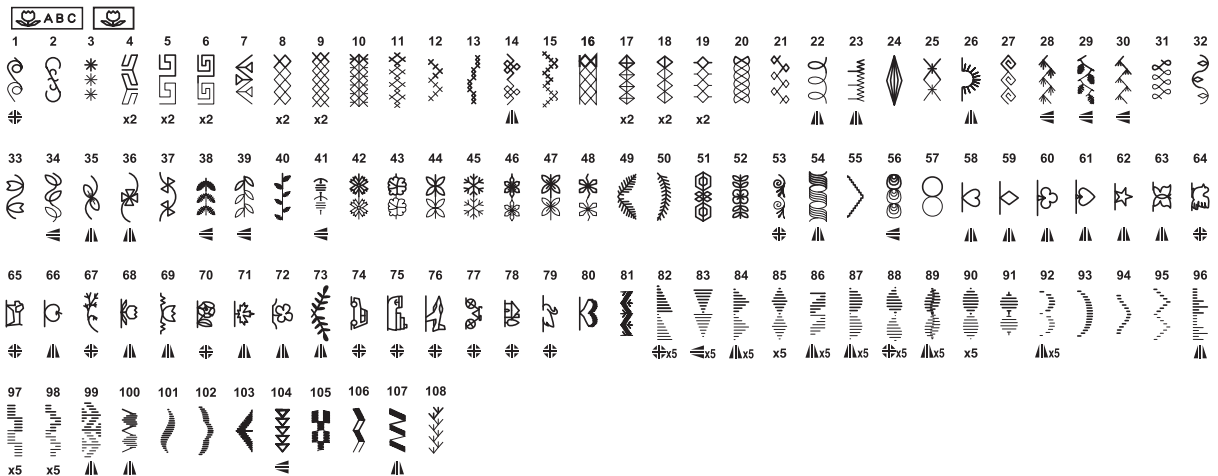 ABC
1 2 3 4 5 6 7 8 9 10 11 12 13 14 15 16 17 18 19 20 21 22 23 24 25 26 27 28 29 30 31 32
x2 x2 x2 x2 x2 x2 x2 x2
33 34 35 36 37 38 39 40 41 42 43 44 45 46 47 48 49 50 51 52 53 54 55 56 57 58 59 60 61 62 63 64
65 66 67 68 69 70 71 72 73 74 75 76 77 78 79 80 81 82 83 84 85 86 87 88 89 90 91 92 93 94 95 96
x5 x5 x5 x5 x5 x5 x5 x5 x5 x5
97 98 99 100 101 102 103 104 105 106 107 108
x5 x5